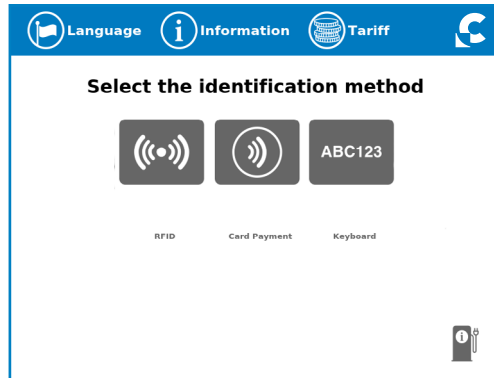 Language Information Tariff
Select the identification method
ABC123
RFID Card Payment Keyboard